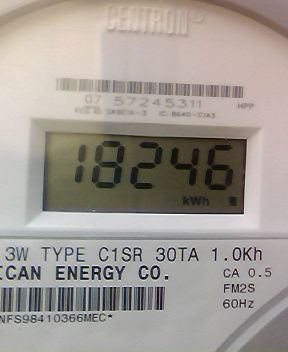 CENTRON®
07 57245311 HPP
18246
kWh
3W TYPE C1SR 30TA 1.0Kh
ICAN ENERGY CO. CA 0.5
FM2S
60Hz
NFS98410366MEC*